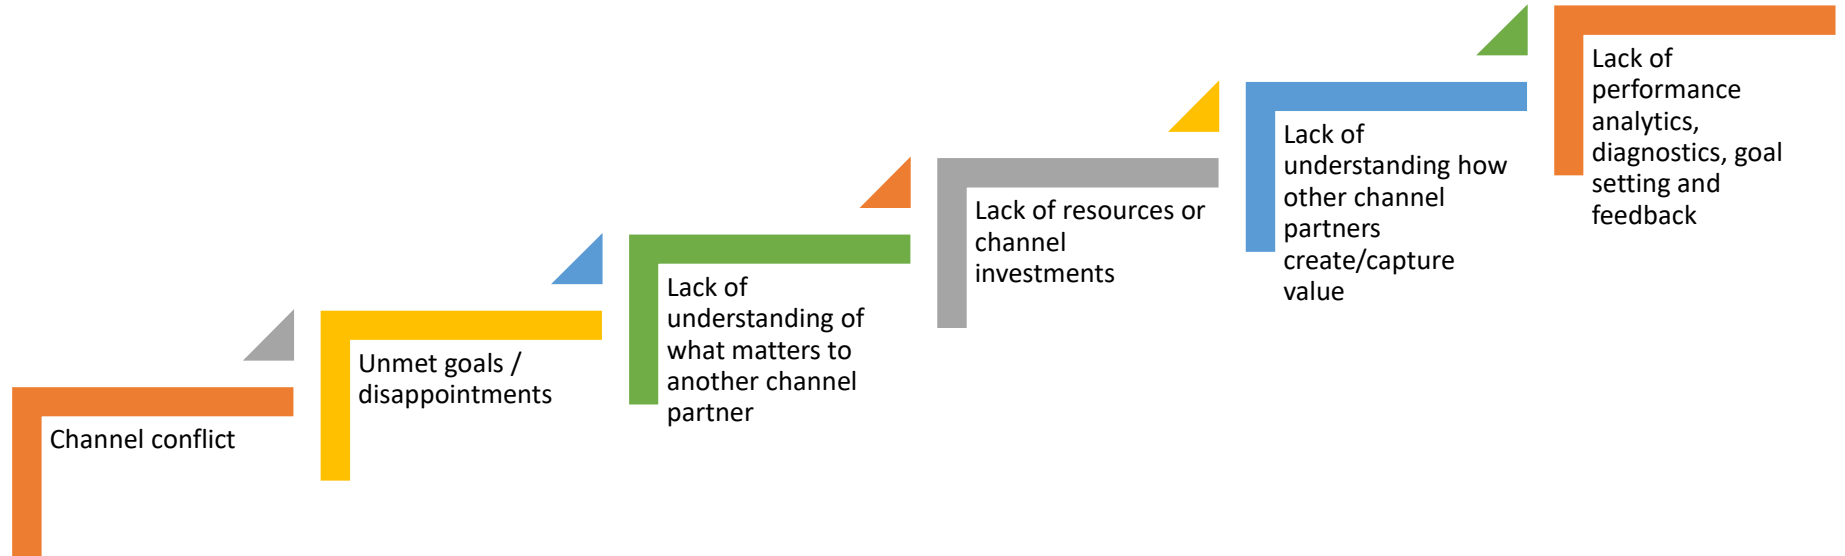 Channel conflict
Unmet goals /
disappointments
Lack of
understanding of
what matters to
another channel
partner
Lack of resources or
channel
investments
Lack of
understanding how
other channel
partners
create/capture
value
Lack of
performance
analytics,
diagnostics, goal
setting and
feedback